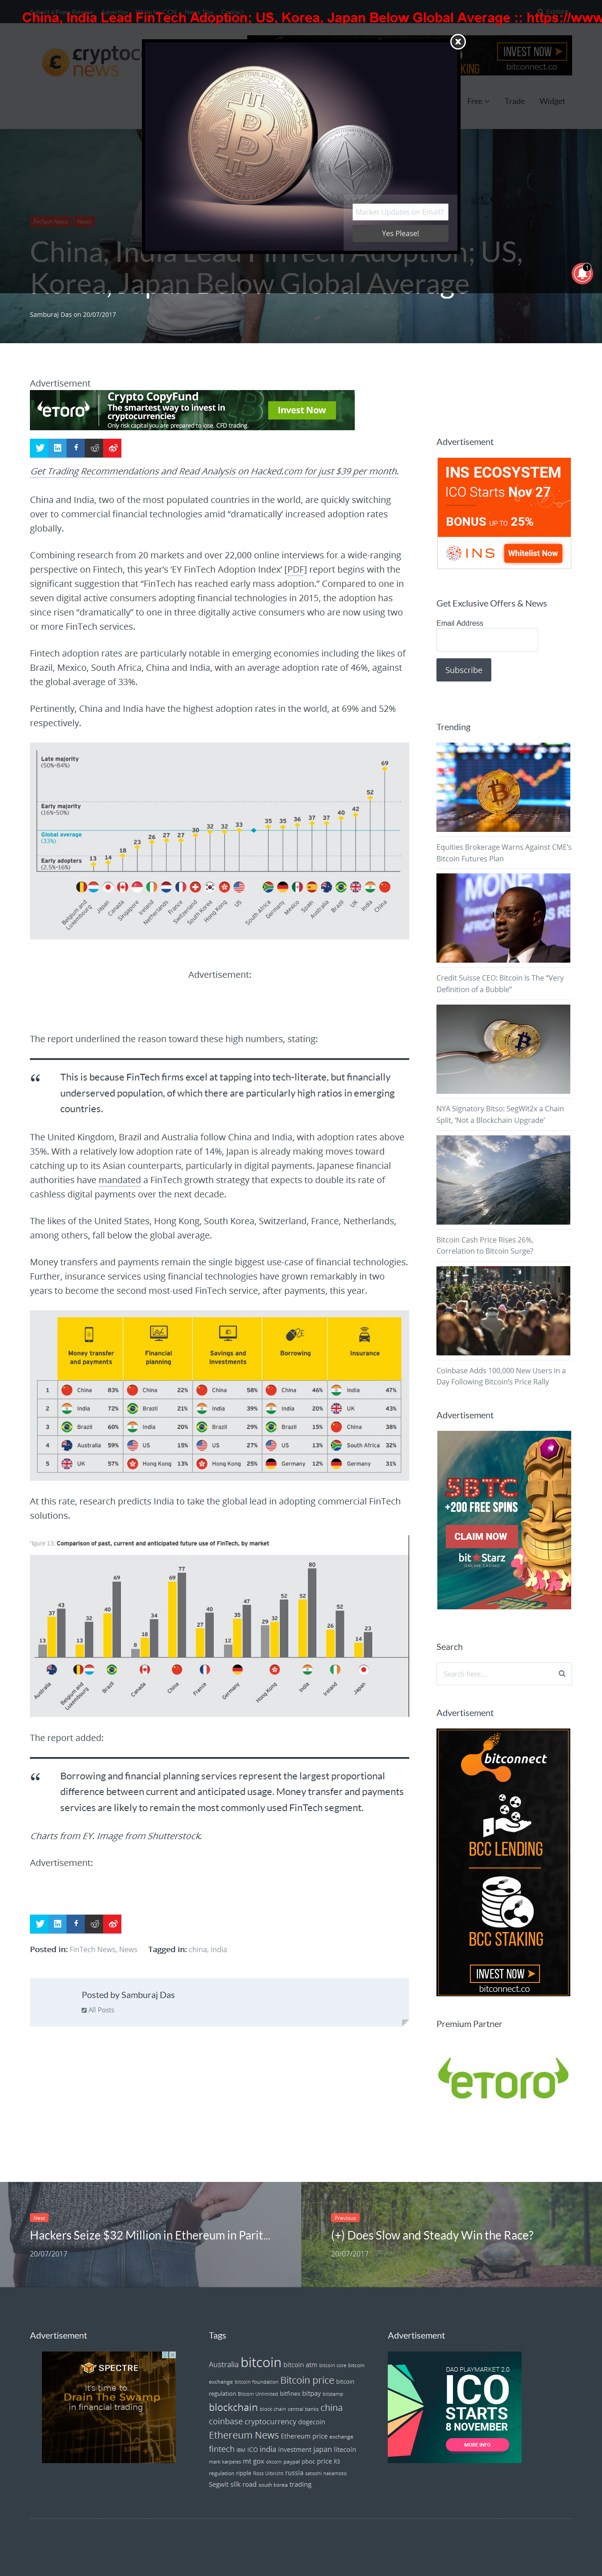 China, India Lead FinTech Adoption; US, Korea, Japan Below Global Average :: https://www
cryptoc
news
INVEST NOW
bitconnect.co
Free
Trade
Widget
Market Updates on Email?
Yes Please!
FinTech News
News
China, India Lead FinTech Adoption; US,
Korea, Japan Below Global Average
Samburaj Das on 20/07/2017
Advertisement
eToro
Crypto CopyFund
The smartest way to invest in
cryptocurrencies
Only risk capital you are prepared to lose. CFD trading.
Invest Now
Get Trading Recommendations and Read Analysis on Hacked.com for just $39 per month.
China and India, two of the most populated countries in the world, are quickly switching
over to commercial financial technologies amid “dramatically’ increased adoption rates
globally.
Combining research from 20 markets and over 22,000 online interviews for a wide-ranging
perspective on Fintech, this year’s ‘EY FinTech Adoption Index’ [PDF] report begins with the
significant suggestion that “FinTech has reached early mass adoption.” Compared to one in
seven digital active consumers adopting financial technologies in 2015, the adoption has
since risen “dramatically” to one in three digitally active consumers who are now using two
or more FinTech services.
Fintech adoption rates are particularly notable in emerging economies including the likes of
Brazil, Mexico, South Africa, China and India, with an average adoption rate of 46%, against
the global average of 33%.
Pertinently, China and India have the highest adoption rates in the world, at 69% and 52%
respectively.
Late majority
(50%-84%)
Early majority
(16%-50%)
Global average
(33%)
Early adopters
(2.5%-16%)
13 14 18 23 26 27 27 30 32 32 33 35 35 36 37 37 40 42 52 69
Belgium and Luxembourg
Japan
Canada
Singapore
Ireland
Netherlands
France
Switzerland
South Korea
Hong Kong
US
South Africa
Germany
Mexico
Spain
Australia
Brazil
UK
India
China
Advertisement:
The report underlined the reason toward these high numbers, stating:
“ This is because FinTech firms excel at tapping into tech-literate, but financially
underserved population, of which there are particularly high ratios in emerging
countries.
The United Kingdom, Brazil and Australia follow China and India, with adoption rates above
35%. With a relatively low adoption rate of 14%, Japan is already making moves toward
catching up to its Asian counterparts, particularly in digital payments. Japanese financial
authorities have mandated a FinTech growth strategy that expects to double its rate of
cashless digital payments over the next decade.
The likes of the United States, Hong Kong, South Korea, Switzerland, France, Netherlands,
among others, fall below the global average.
Money transfers and payments remain the single biggest use-case of financial technologies.
Further, insurance services using financial technologies have grown remarkably in two
years to become the second most-used FinTech service, after payments, this year.
Money transfer and payments
Financial planning
Savings and investments
Borrowing
Insurance
1 China 83% China 22% China 58% China 46% India 47%
2 India 72% Brazil 21% India 39% India 20% UK 43%
3 Brazil 60% India 20% Brazil 29% Brazil 15% China 38%
4 Australia 59% US 15% US 27% US 13% South Africa 32%
5 UK 57% Hong Kong 13% Hong Kong 25% Germany 12% Germany 31%
At this rate, research predicts India to take the global lead in adopting commercial FinTech
solutions.
igure 13: Comparison of past, current and anticipated future use of FinTech, by market
13 37 43 13 32 40 69 8 18 34 69 77 27 40 12 35 47 29 32 52 52 80 26 52 14 23
Australia
Belgium and Luxembourg
Brazil
Canada
China
France
Germany
Hong Kong
India
Ireland
Japan
The report added:
“ Borrowing and financial planning services represent the largest proportional
difference between current and anticipated usage. Money transfer and payments
services are likely to remain the most commonly used FinTech segment.
Charts from EY. Image from Shutterstock.
Advertisement:
Posted in: FinTech News, News Tagged in: china, india
Posted by Samburaj Das
All Posts
Advertisement
INS ECOSYSTEM
ICO Starts Nov 27
BONUS UP TO 25%
INS
Whitelist Now
Get Exclusive Offers & News
Email Address
Subscribe
Trending
Equities Brokerage Warns Against CME’s
Bitcoin Futures Plan
Credit Suisse CEO: Bitcoin Is The “Very
Definition of a Bubble”
NYA Signatory Bitso: SegWit2x a Chain
Split, ‘Not a Blockchain Upgrade’
Bitcoin Cash Price Rises 26%,
Correlation to Bitcoin Surge?
Coinbase Adds 100,000 New Users in a
Day Following Bitcoin’s Price Rally
Advertisement
5BTC
+200 FREE SPINS
CLAIM NOW
bitStarz
ONLINE CASINO
Search
Search here...
Advertisement
bitconnect
BCC LENDING
BCC STAKING
INVEST NOW
bitconnect.co
Premium Partner
eToro
Next
Hackers Seize $32 Million in Ethereum in Parit...
20/07/2017
Previous
(+) Does Slow and Steady Win the Race?
20/07/2017
Advertisement
SPECTRE
It's time to
Drain The Swamp
in financial trading
Tags
Australia bitcoin bitcoin atm bitcoin core bitcoin
exchange bitcoin foundation Bitcoin price bitcoin
regulation Bitcoin Unlimited bitfinex bitpay bitstamp
blockchain block chain central banks china
coinbase cryptocurrency dogecoin
Ethereum News Ethereum price exchange
fintech IBM ICO india investment japan litecoin
mark karpeles mt gox okcoin paypal pboc price R3
regulation ripple Ross Ulbricht russia satoshi nakamoto
Segwit silk road south korea trading
Advertisement
DAO PLAYMARKET 2.0
ICO
STARTS
8 NOVEMBER
MORE INFO